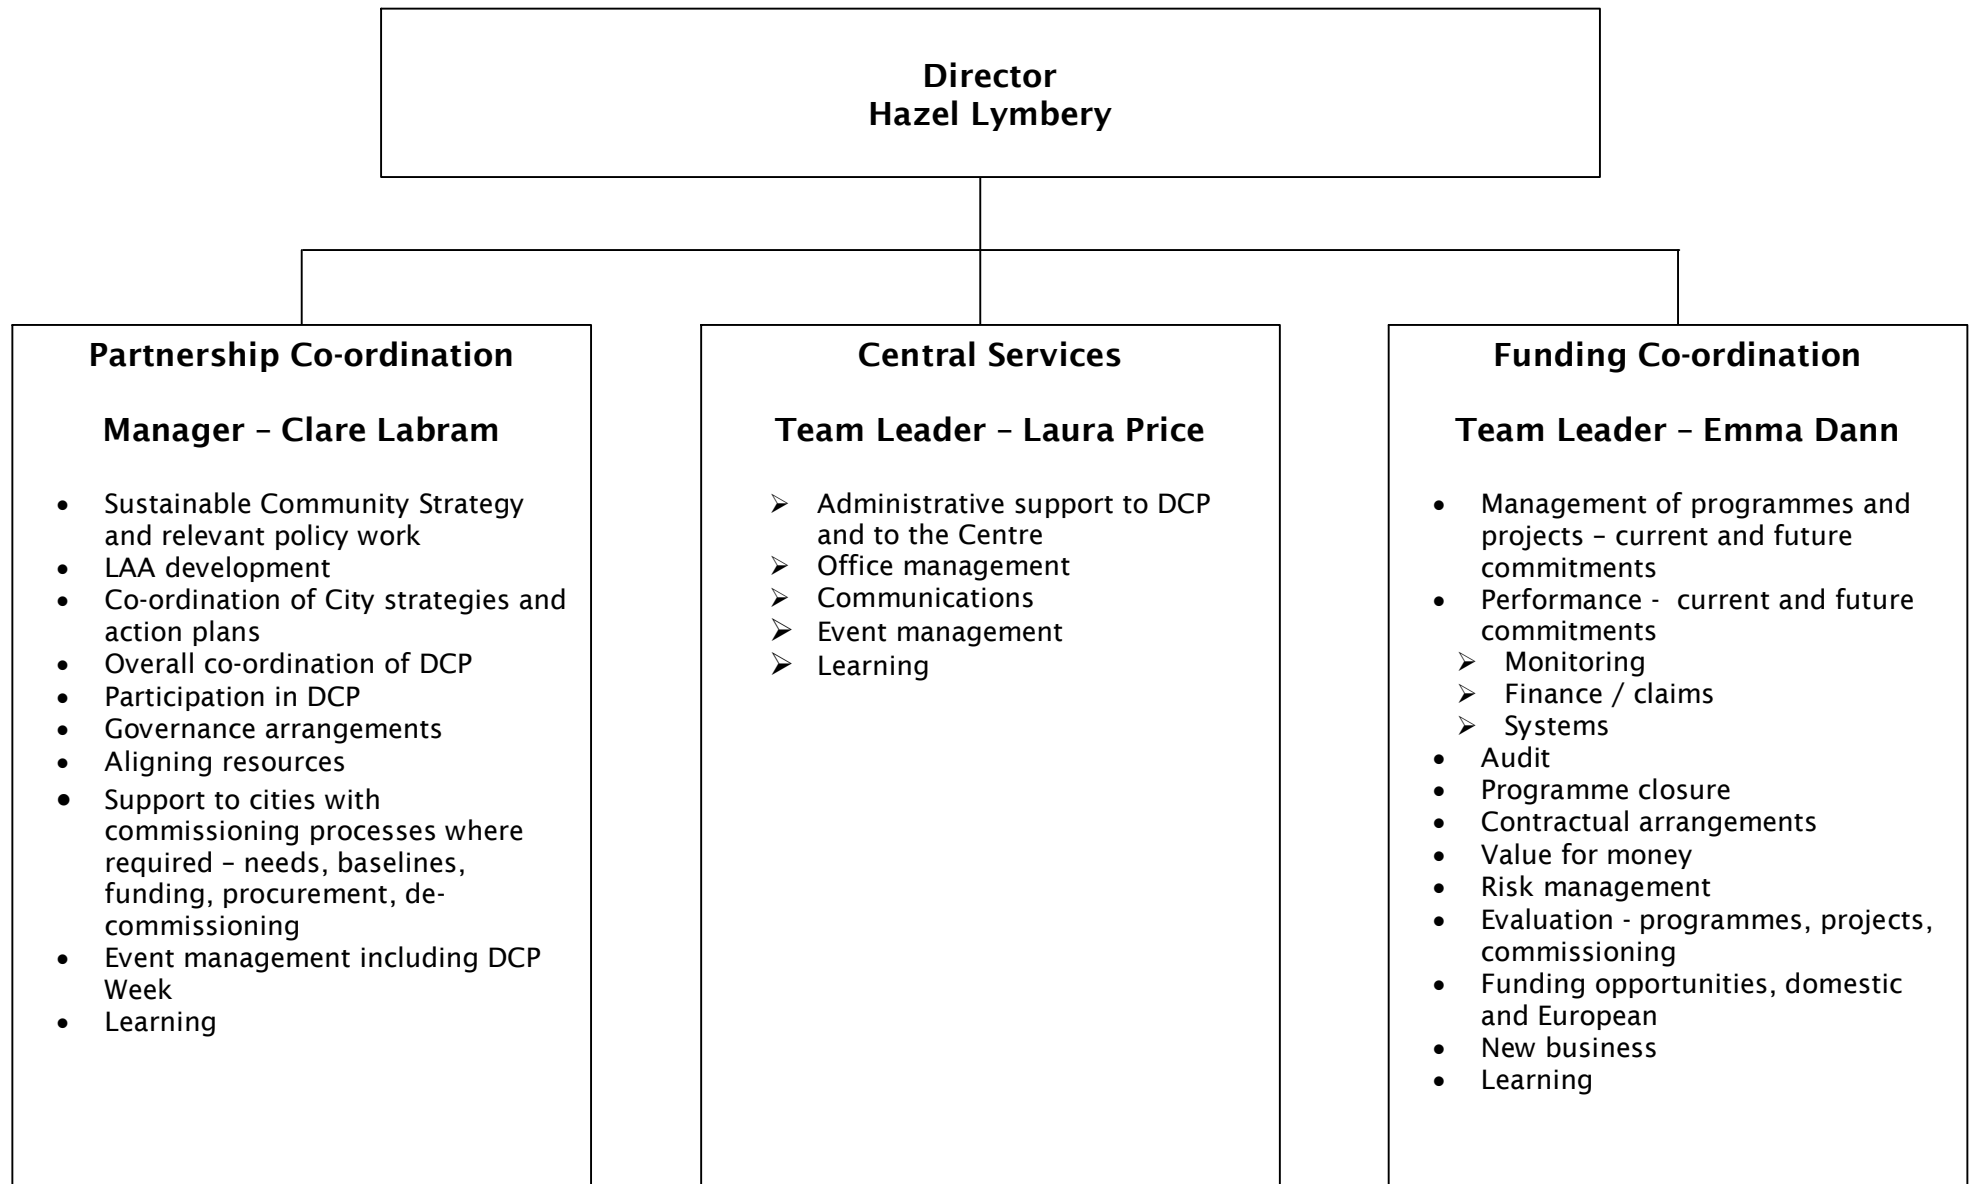 Director
Hazel Lymbery
Partnership Co-ordination
Manager – Clare Labram
• Sustainable Community Strategy
and relevant policy work
• LAA development
• Co-ordination of City strategies and
action plans
• Overall co-ordination of DCP
• Participation in DCP
• Governance arrangements
• Aligning resources
• Support to cities with
commissioning processes where
required – needs, baselines,
funding, procurement, de-
commissioning
• Event management including DCP
Week
• Learning
Central Services
Team Leader – Laura Price
➢ Administrative support to DCP
and to the Centre
➢ Office management
➢ Communications
➢ Event management
➢ Learning
Funding Co-ordination
Team Leader – Emma Dann
• Management of programmes and
projects – current and future
commitments
• Performance - current and future
commitments
➢ Monitoring
➢ Finance / claims
➢ Systems
• Audit
• Programme closure
• Contractual arrangements
• Value for money
• Risk management
• Evaluation - programmes, projects,
commissioning
• Funding opportunities, domestic
and European
• New business
• Learning